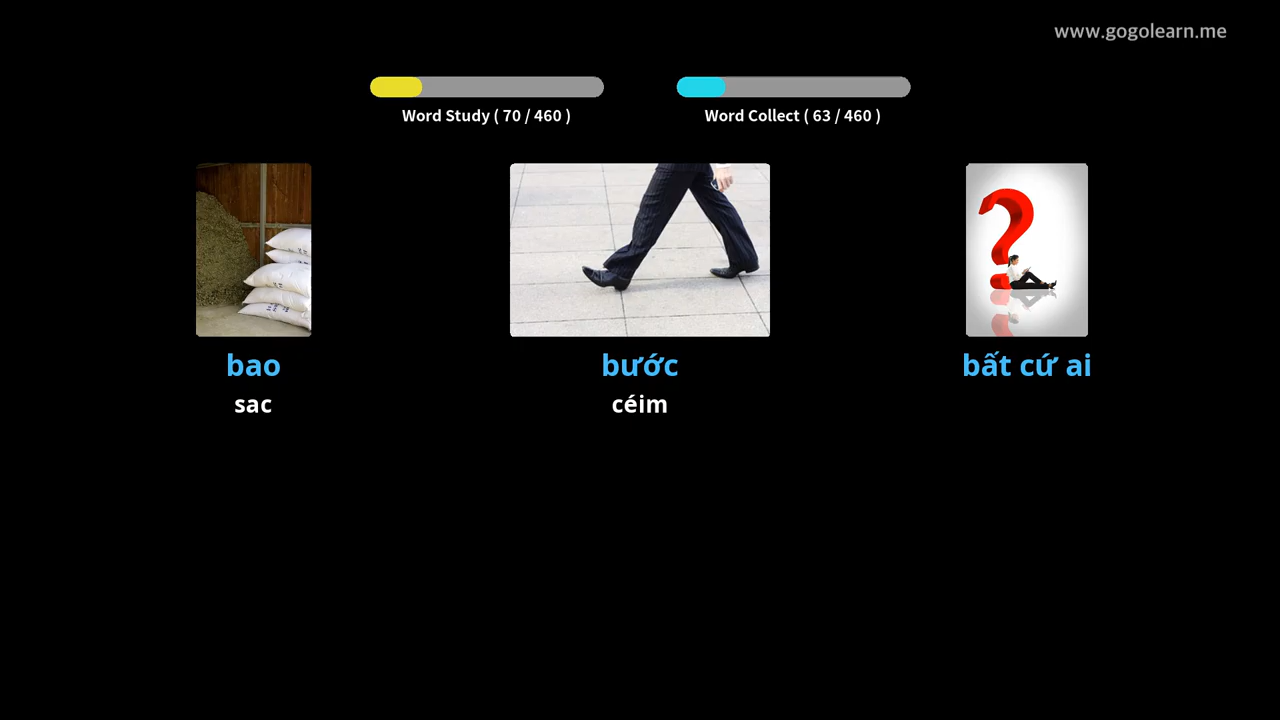 www.gogolearn.me
Word Study ( 70 / 460 )
Word Collect ( 63 / 460 )
bao
bước
bất cứ ai
sac
céim